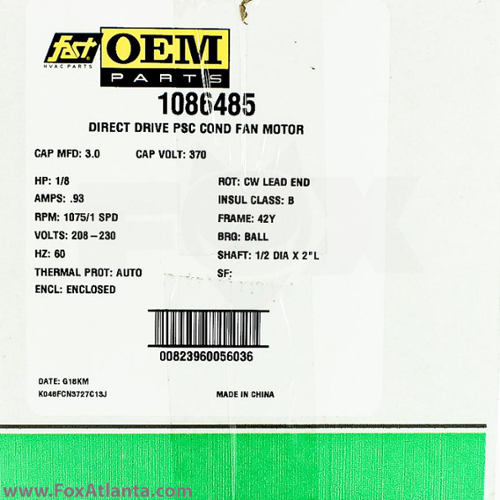 fast OEM
HVAC PARTS PARTS
1086485
DIRECT DRIVE PSC COND FAN MOTOR
CAP MFD: 3.0 CAP VOLT: 370
HP: 1/8 ROT: CW LEAD END
AMPS: .93 INSUL CLASS: B
RPM: 1075/1 SPD FRAME: 42Y
VOLTS: 208-230 BRG: BALL
HZ: 60 SHAFT: 1/2 DIA X 2"L
THERMAL PROT: AUTO SF:
ENCL: ENCLOSED
00823960056036
DATE: G18KM MADE IN CHINA
K048FCN3727C13J
FOX
www.FoxAtlanta.com